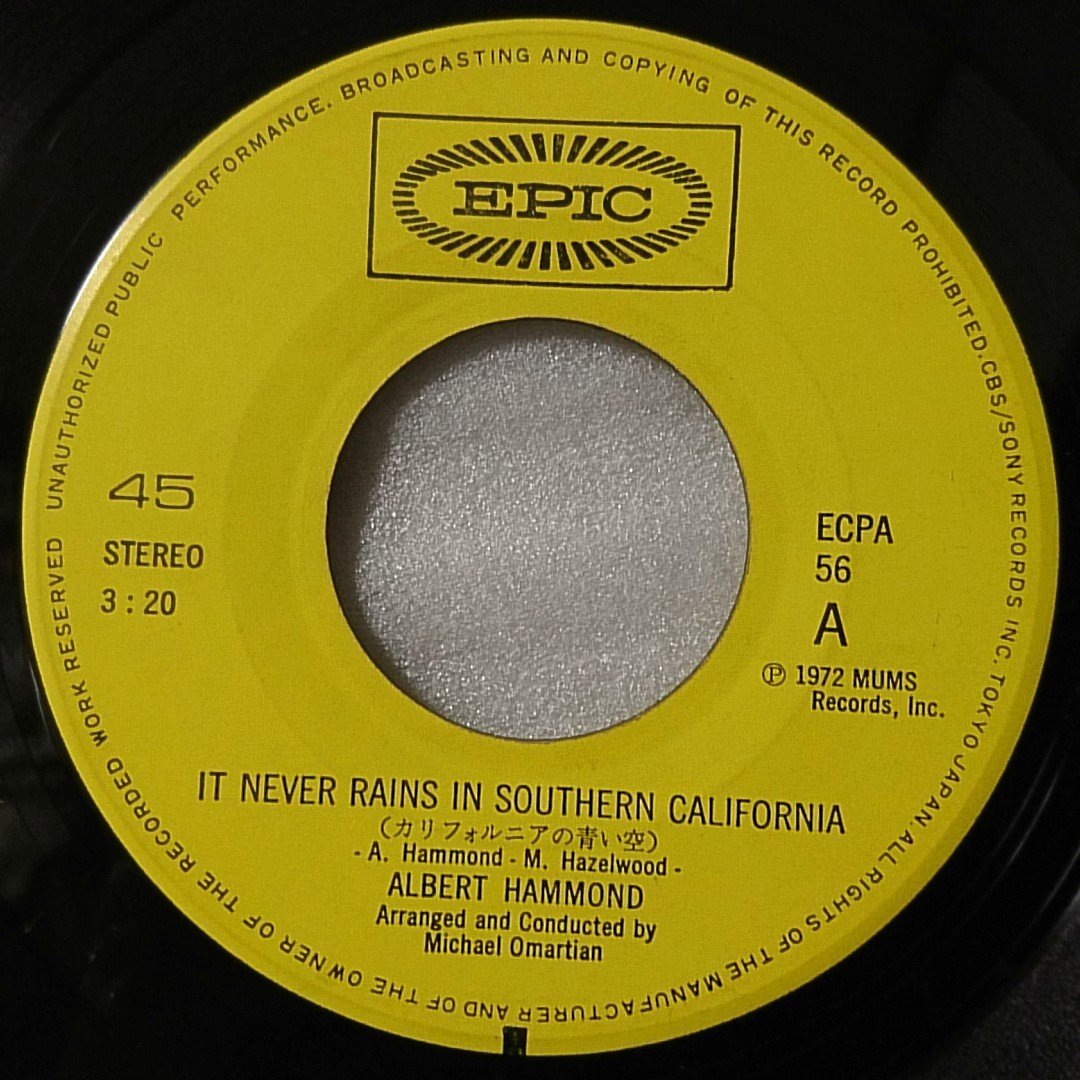 UNAUTHORIZED PUBLIC PERFORMANCE. BROADCASTING AND COPYING OF THIS RECORD PROHIBITED. CBS/SONY RECORDS INC. TOKYO JAPAN. ALL RIGHTS OF THE MANUFACTURER AND OF THE OWNER OF THE RECORDED WORK RESERVED
EPIC
45
STEREO
3:20
ECPA
56
A
℗ 1972 MUMS
Records, Inc.
IT NEVER RAINS IN SOUTHERN CALIFORNIA
(カリフォルニアの青い空)
- A. Hammond - M. Hazelwood -
ALBERT HAMMOND
Arranged and Conducted by
Michael Omartian